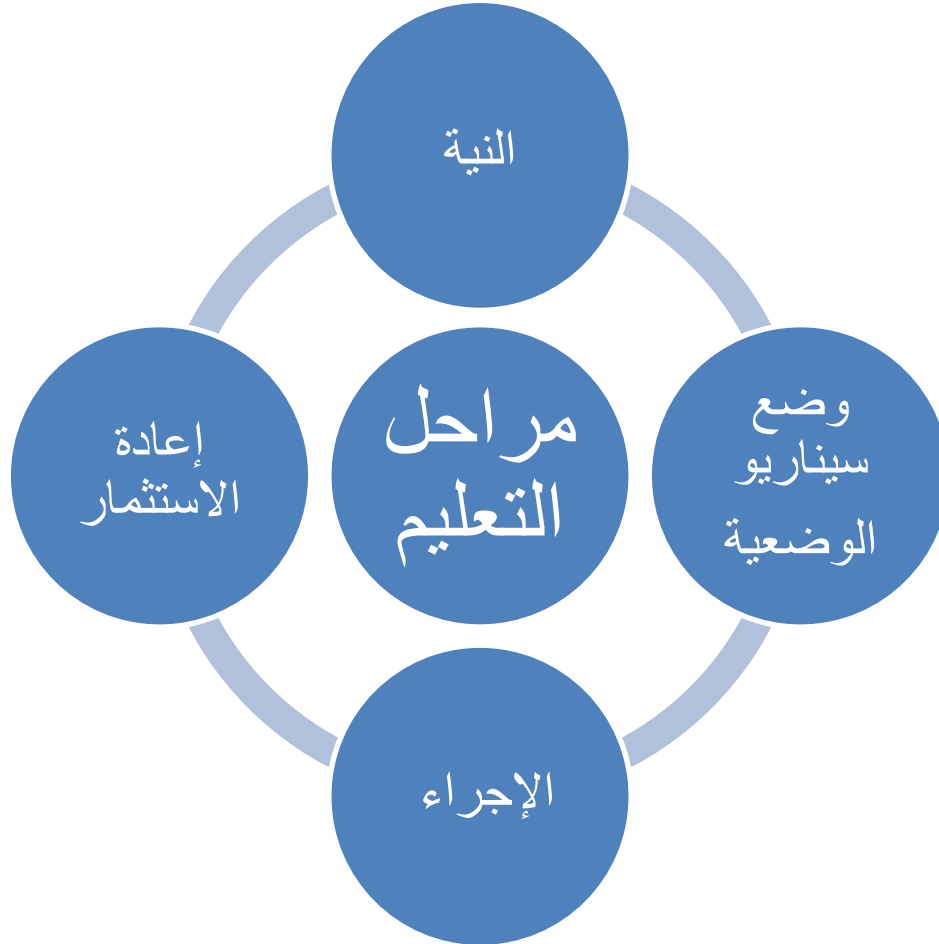 النية
وضع
سيناريو
الوضعية
مراحل
التعليم
إعادة
الاستثمار
الإجراء